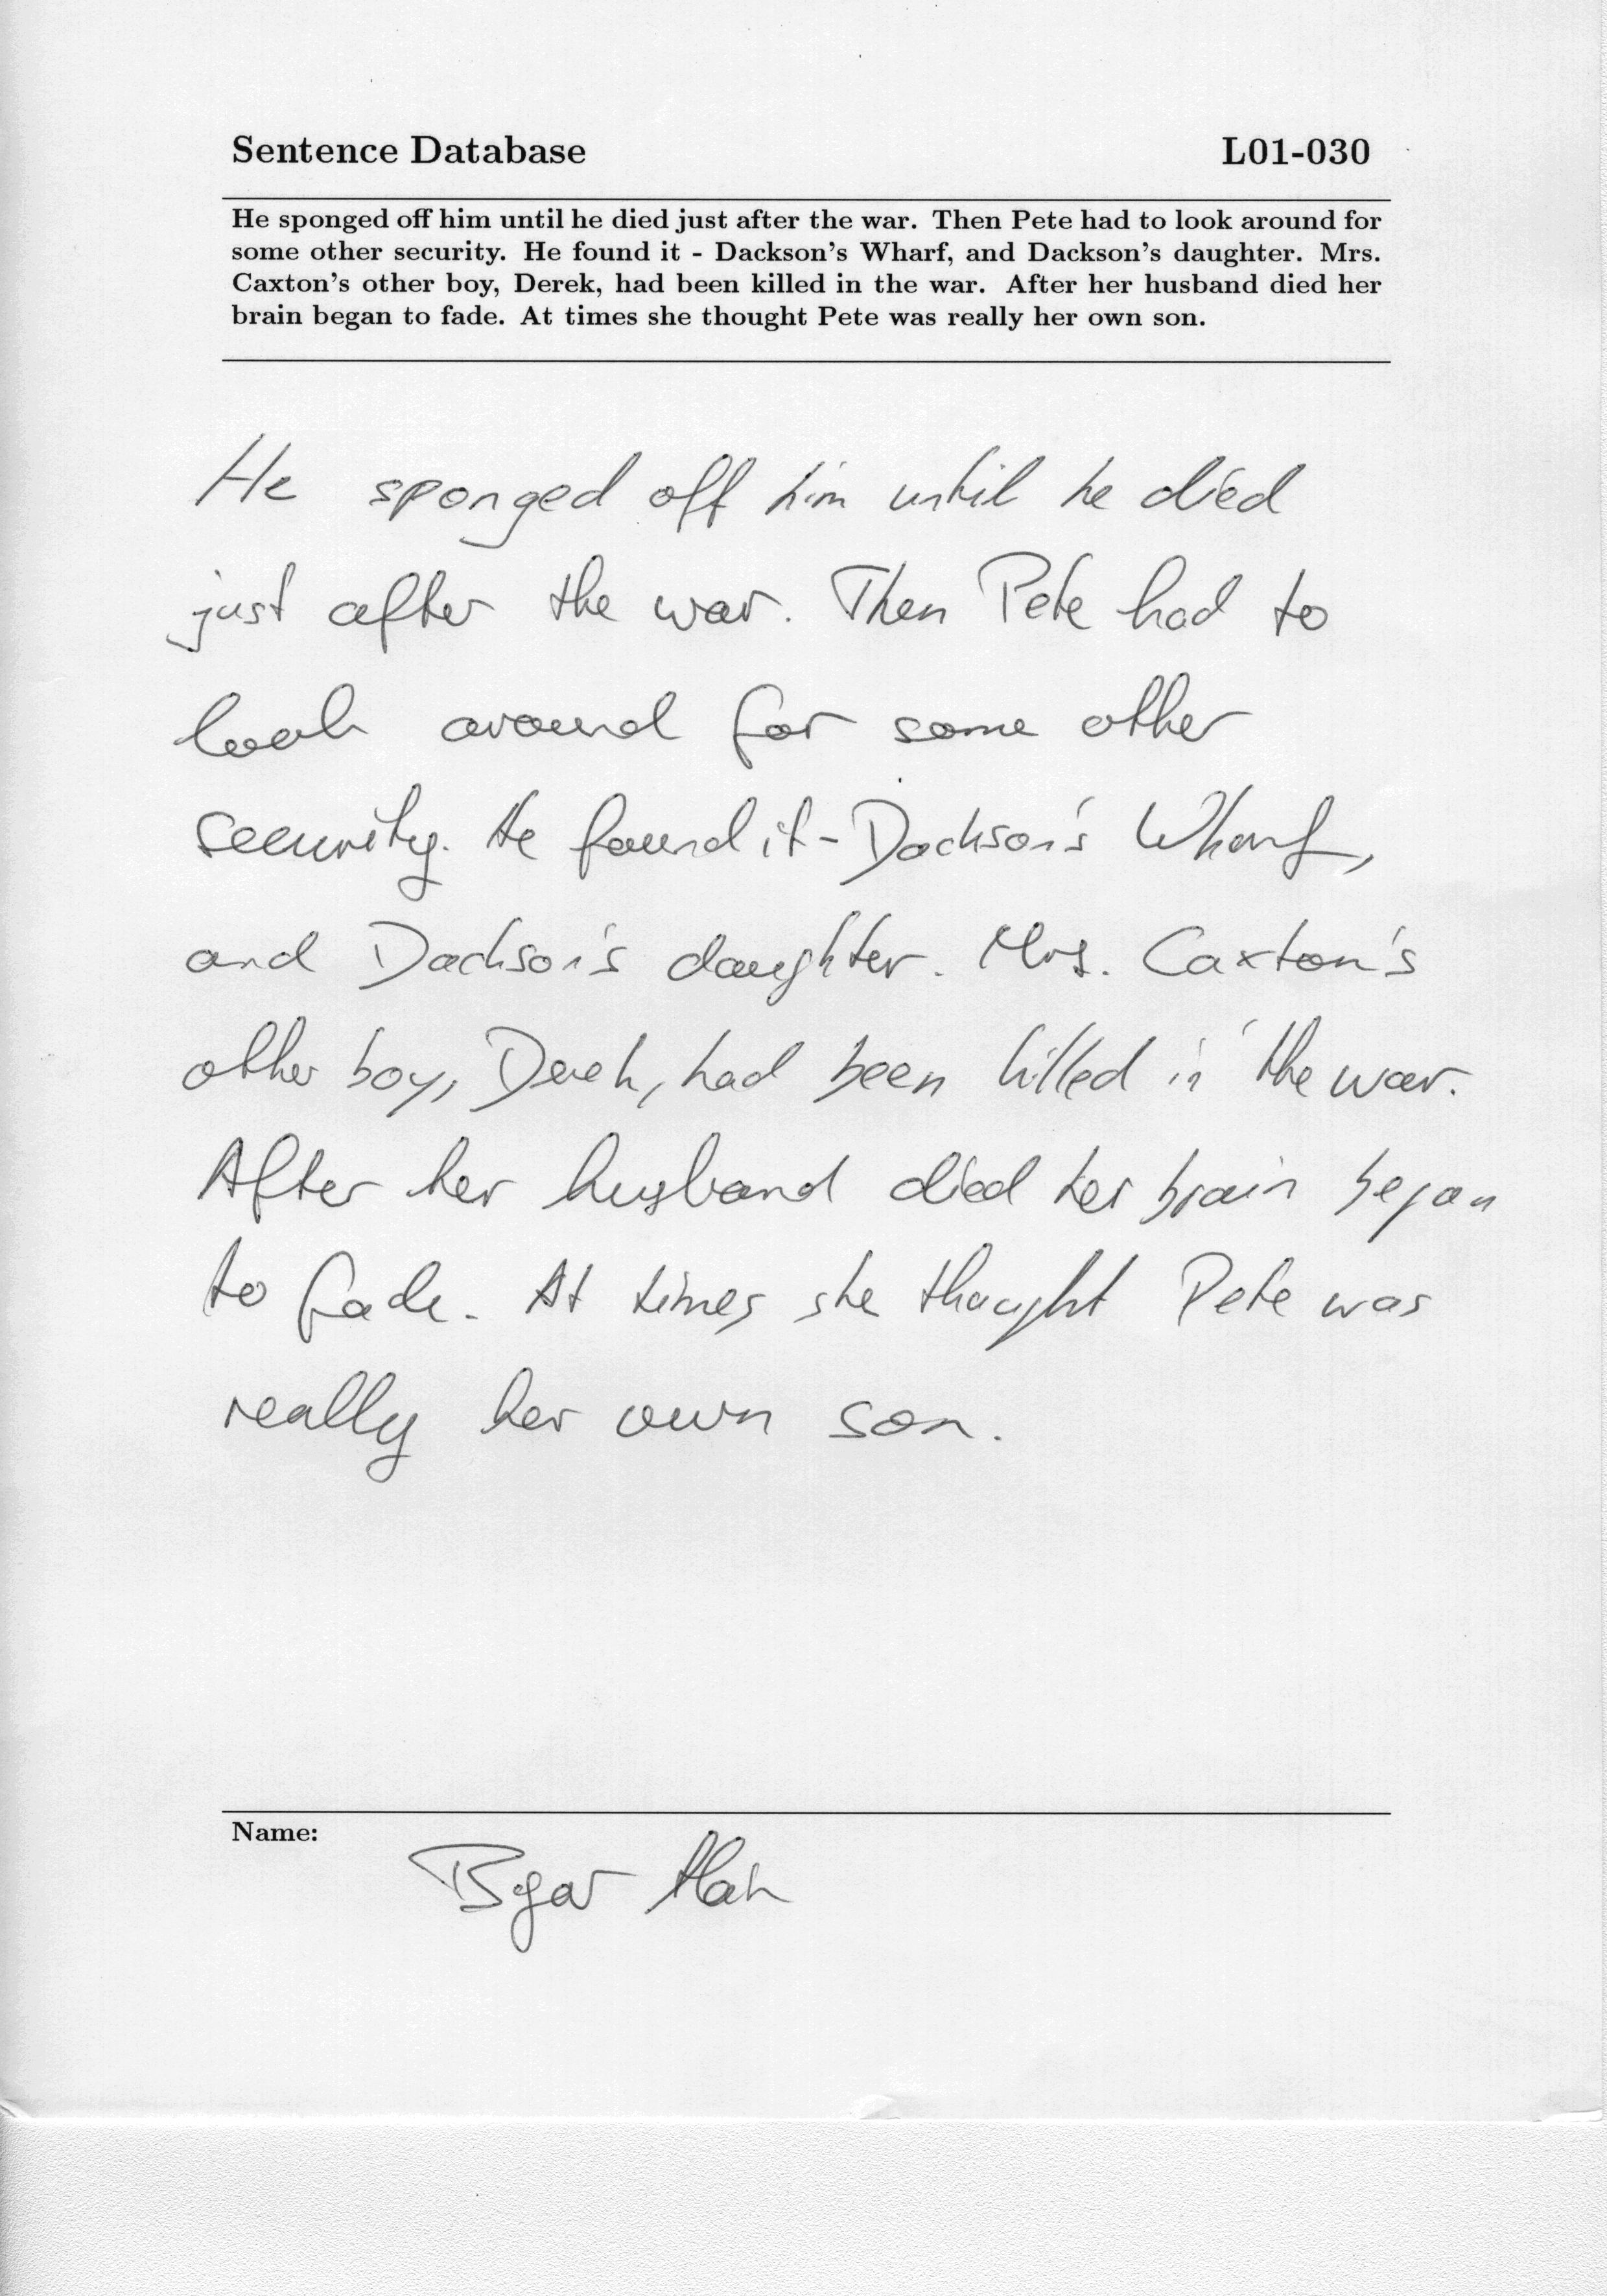 Sentence Database L01-030
He sponged off him until he died just after the war. Then Pete had to look around for
some other security. He found it - Dackson's Wharf, and Dackson's daughter. Mrs.
Caxton's other boy, Derek, had been killed in the war. After her husband died her
brain began to fade. At times she thought Pete was really her own son.
He sponged off him until he died
just after the war. Then Pete had to
look around for some other
security. He found it - Dackson's Wharf,
and Dackson's daughter. Mrs. Caxton's
other boy, Derek, had been killed in the war.
After her husband died her brain began
to fade. At times she thought Pete was
really her own son.
Name: